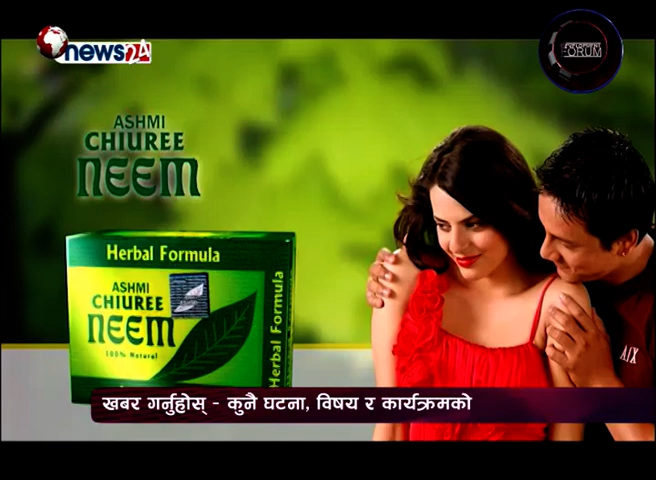 news24
FORUM
ASHMI
CHIUREE
NEEM
Herbal Formula
ASHMI
CHIUREE
NEEM
100% Natural
Herbal Formula
A|X
खबर गर्नुहोस् - कुनै घटना, विषय र कार्यक्रमको